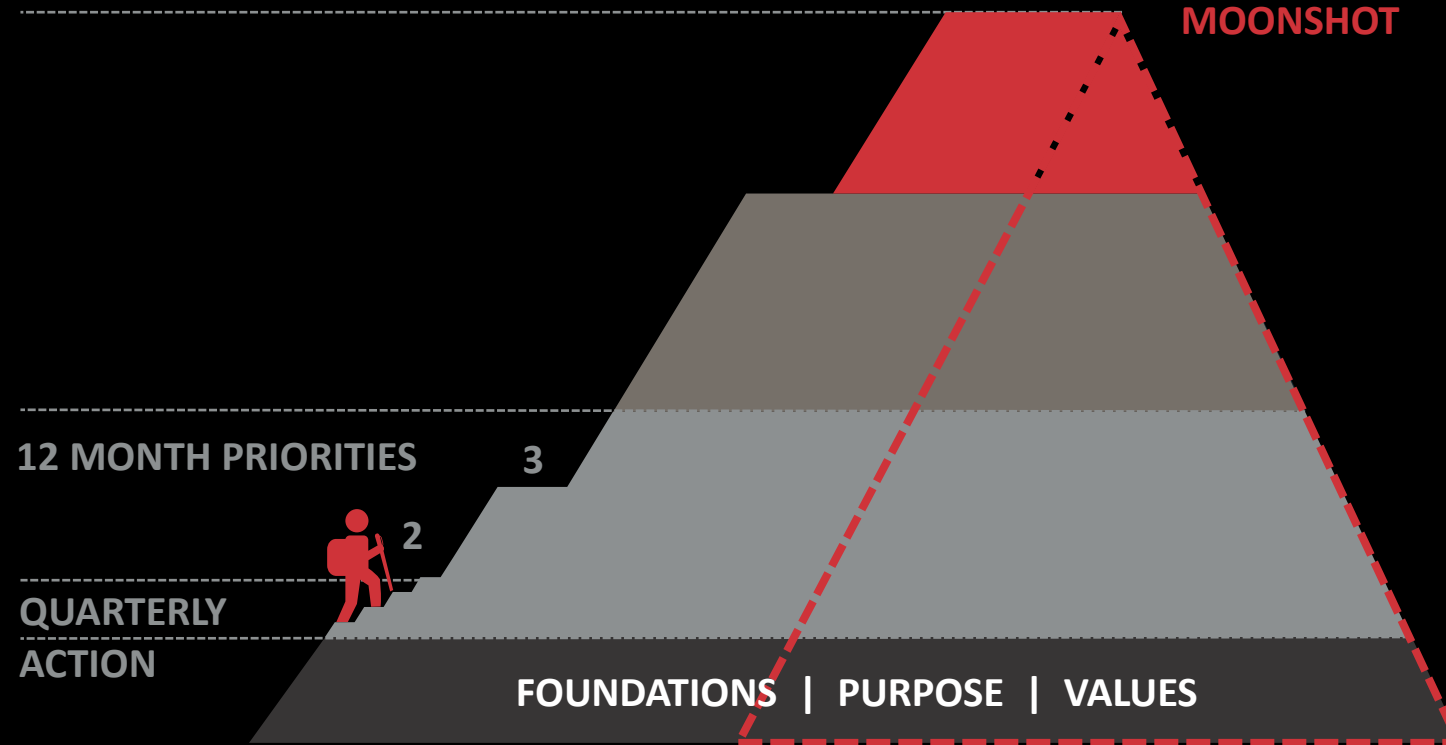 MOONSHOT
12 MONTH PRIORITIES
3
2
QUARTERLY
ACTION
FOUNDATIONS | PURPOSE | VALUES